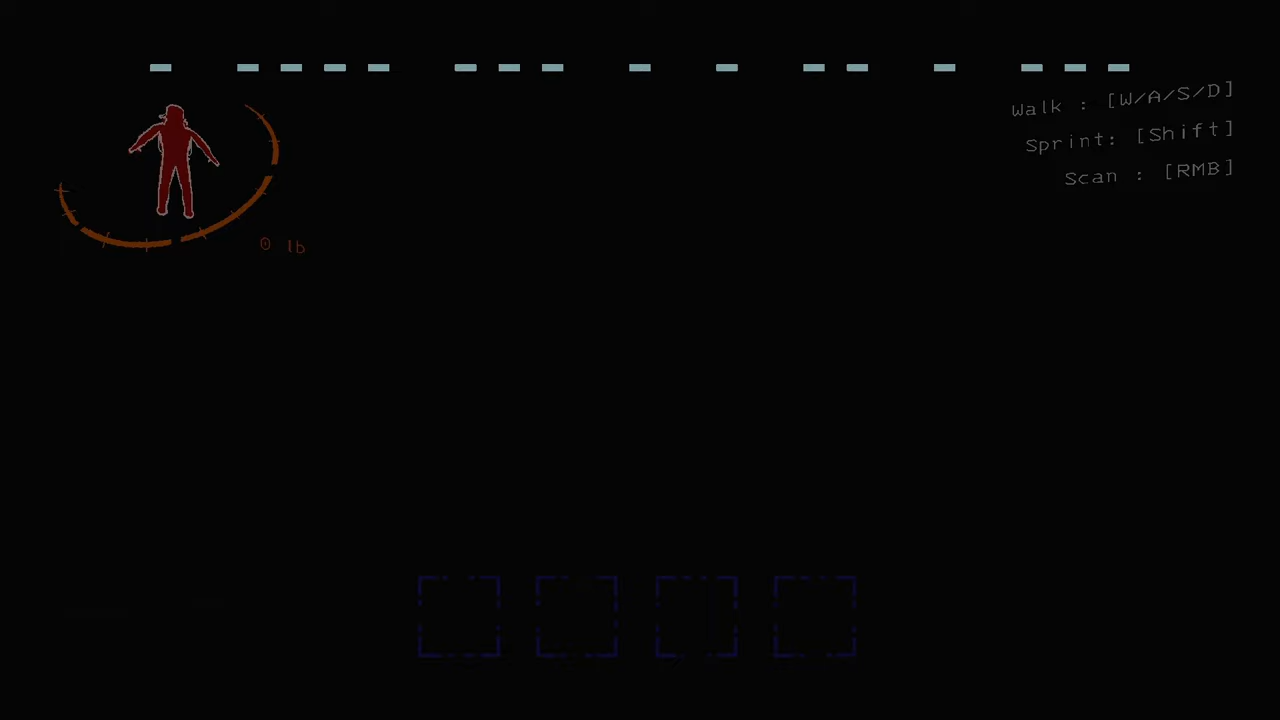 Walk : [W/A/S/D]
Sprint: [Shift]
Scan : [RMB]
0 lb